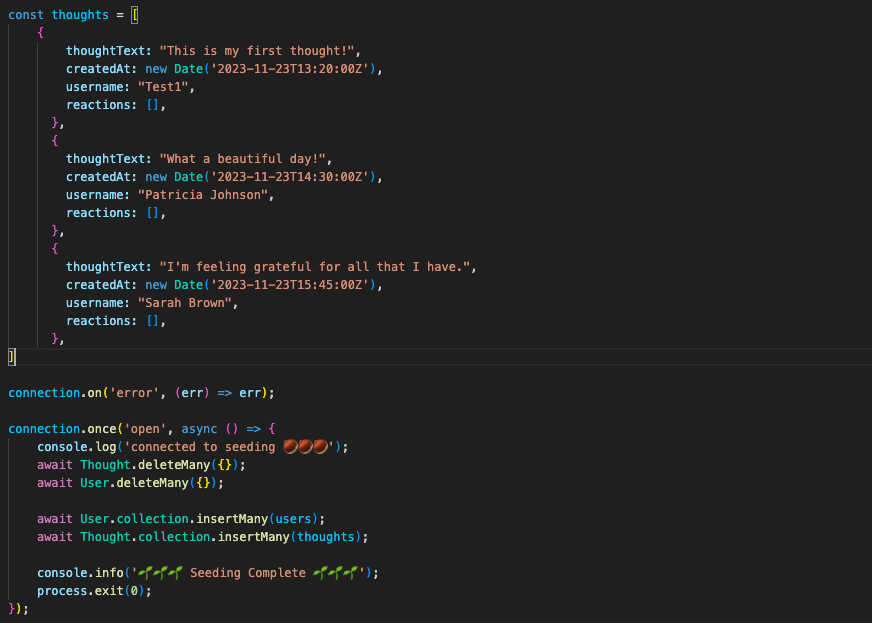 const thoughts = [
    {
        thoughtText: "This is my first thought!",
        createdAt: new Date('2023-11-23T13:20:00Z'),
        username: "Test1",
        reactions: [],
      },
      {
        thoughtText: "What a beautiful day!",
        createdAt: new Date('2023-11-23T14:30:00Z'),
        username: "Patricia Johnson",
        reactions: [],
      },
      {
        thoughtText: "I'm feeling grateful for all that I have.",
        createdAt: new Date('2023-11-23T15:45:00Z'),
        username: "Sarah Brown",
        reactions: [],
      },
]
connection.on('error', (err) => err);
connection.once('open', async () => {
    console.log('connected to seeding 🌰🌰🌰');
    await Thought.deleteMany({});
    await User.deleteMany({});
    await User.collection.insertMany(users);
    await Thought.collection.insertMany(thoughts);
    console.info('🌱🌱🌱 Seeding Complete 🌱🌱🌱');
    process.exit(0);
});